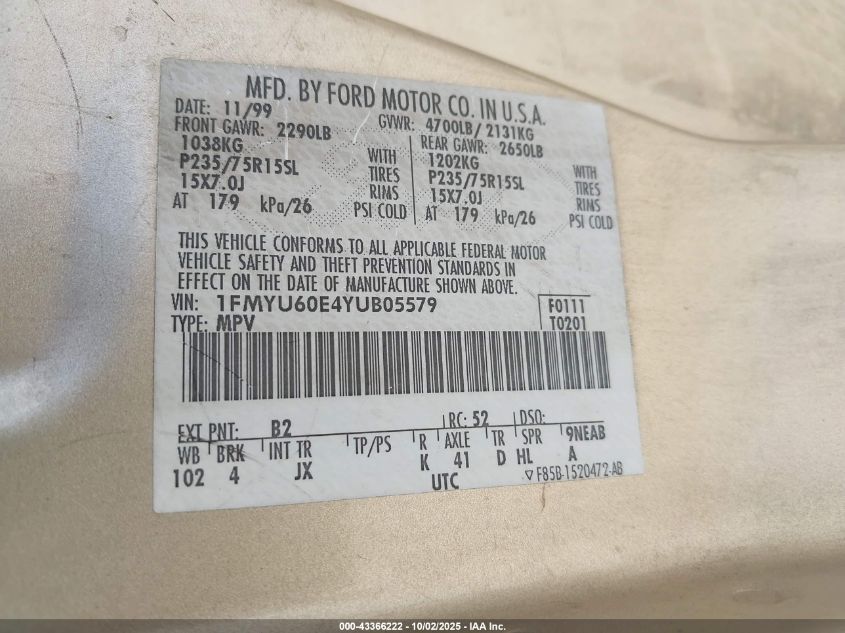 MFD. BY FORD MOTOR CO. IN U.S.A.
DATE: 11/99 GVWR: 4700LB/ 2131KG
FRONT GAWR: 2290LB REAR GAWR: 2650LB
1038KG WITH 1202KG WITH
P235/75R15SL TIRES P235/75R15SL TIRES
15X7.0J RIMS 15X7.0J RIMS
AT 179 kPa/26 PSI COLD AT 179 kPa/26 PSI COLD
THIS VEHICLE CONFORMS TO ALL APPLICABLE FEDERAL MOTOR
VEHICLE SAFETY AND THEFT PREVENTION STANDARDS IN
EFFECT ON THE DATE OF MANUFACTURE SHOWN ABOVE.
VIN: 1FMYU60E4YUB05579 F0111
TYPE: MPV T0201
EXT PNT: B2 RC: 52 DSO:
WB BRK INT TR TP/PS R AXLE TR SPR 9NEAB
102 4 JX K 41 D HL A
UTC ▽F85B-1520472-AB
000-43366222 - 10/02/2025 - IAA Inc.